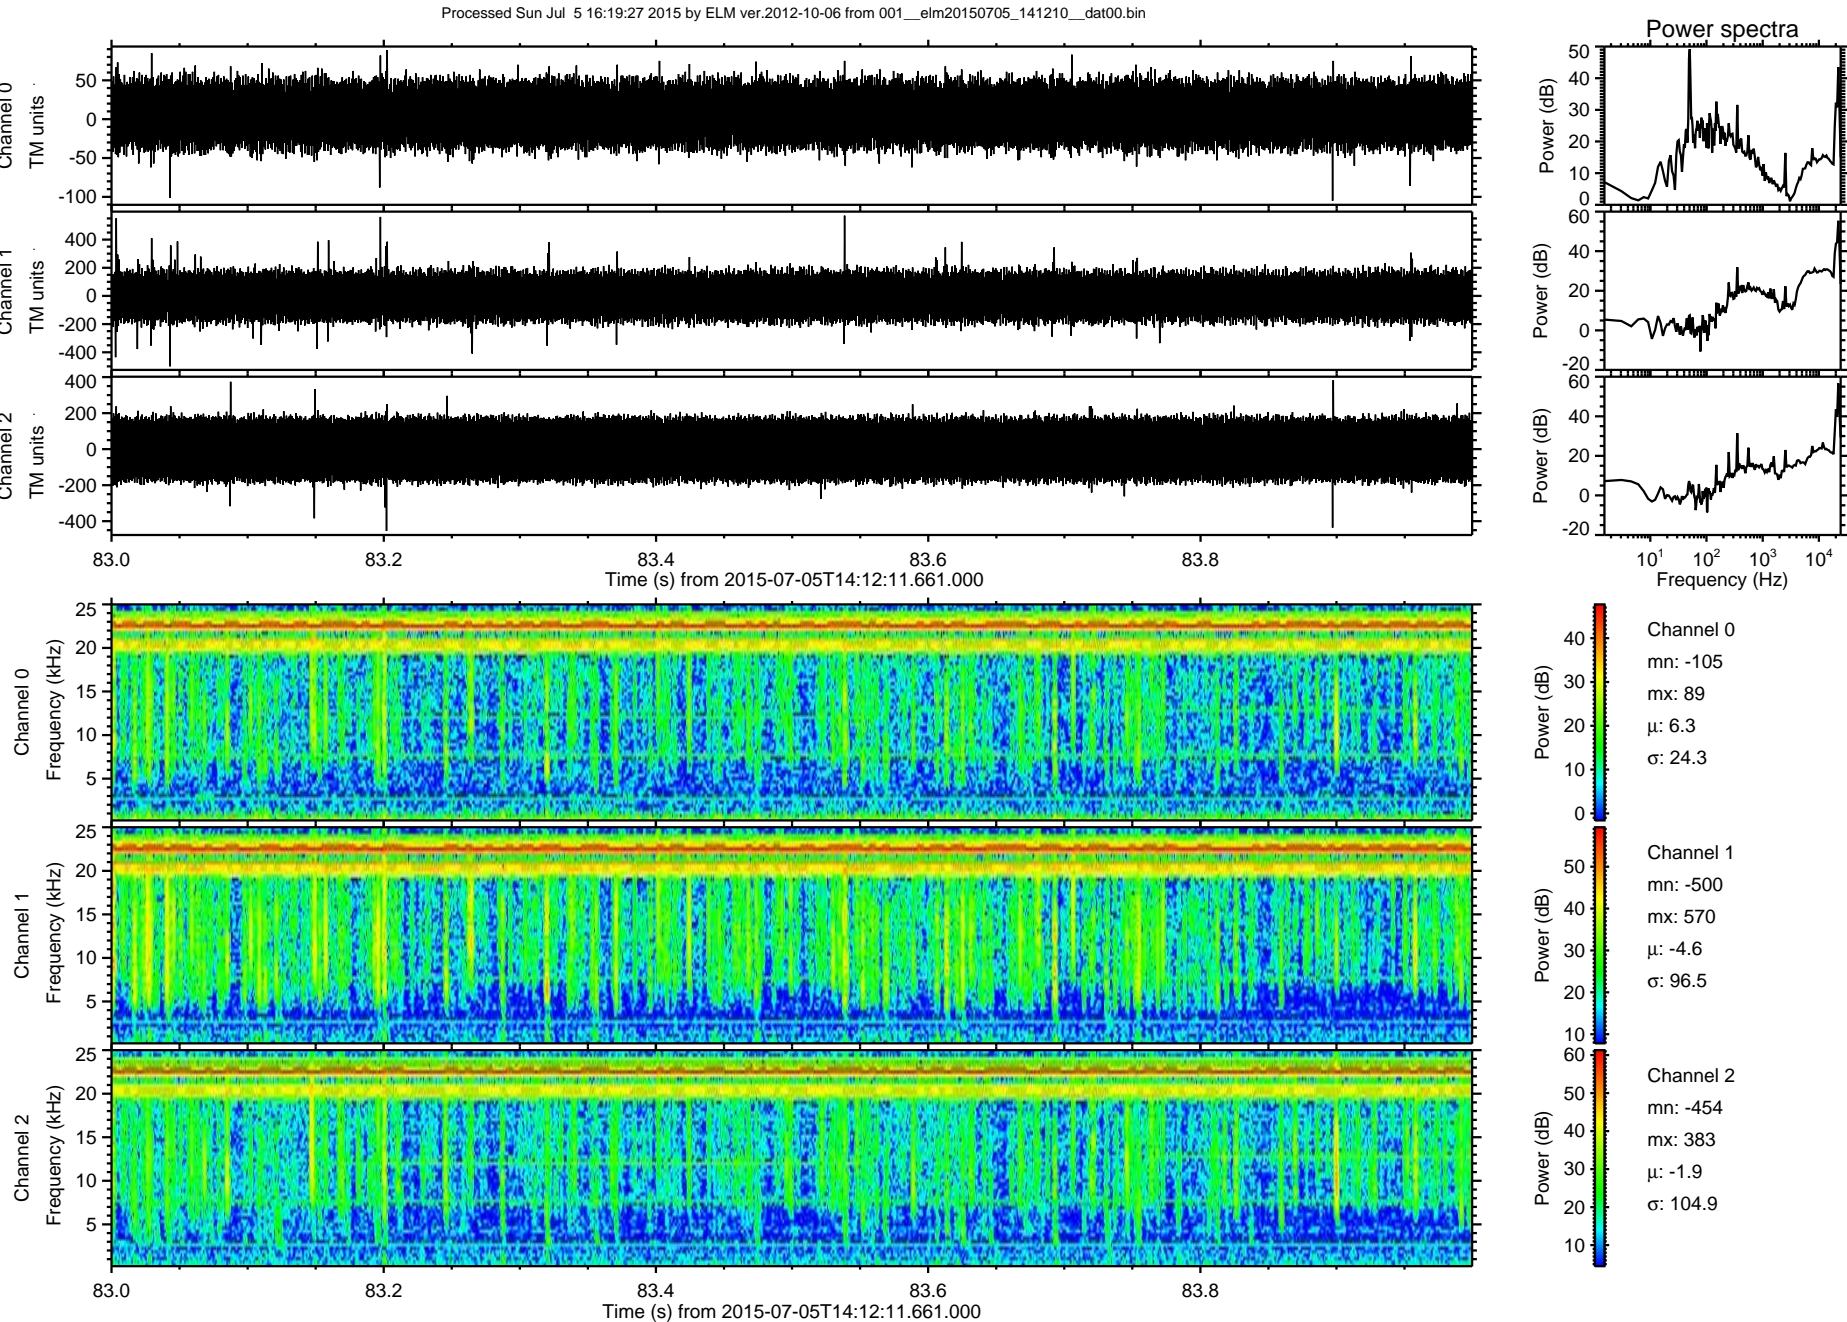 Processed Sun Jul  5 16:19:27 2015 by ELM ver.2012-10-06 from 001__elm20150705_141210__dat00.bin
Power spectra
Channel 0
TM units
50
0
-50
-100
Power (dB)
50
40
30
20
10
0
Channel 1
TM units
400
200
0
-200
-400
Power (dB)
60
40
20
0
-20
Channel 2
TM units
400
200
0
-200
-400
Power (dB)
60
40
20
0
-20
83.0 83.2 83.4 83.6 83.8
Time (s) from 2015-07-05T14:12:11.661.000
10¹ 10² 10³ 10⁴
Frequency (Hz)
Channel 0
Frequency (kHz)
25
20
15
10
5
Power (dB)
40
30
20
10
0
Channel 0
mn: -105
mx: 89
μ: 6.3
σ: 24.3
Channel 1
Frequency (kHz)
25
20
15
10
5
Power (dB)
50
40
30
20
10
Channel 1
mn: -500
mx: 570
μ: -4.6
σ: 96.5
Channel 2
Frequency (kHz)
25
20
15
10
5
Power (dB)
60
50
40
30
20
10
Channel 2
mn: -454
mx: 383
μ: -1.9
σ: 104.9
83.0 83.2 83.4 83.6 83.8
Time (s) from 2015-07-05T14:12:11.661.000